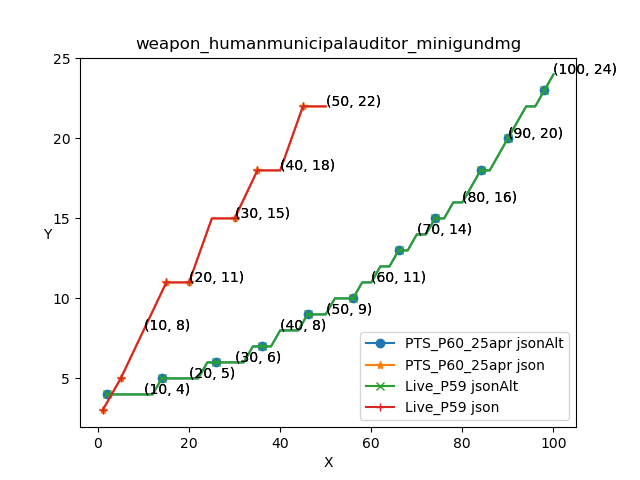 weapon_humanmunicipalauditor_minigundmg
25
20
15
10
5
Y
(100, 24)
(50, 22)
(90, 20)
(40, 18)
(80, 16)
(30, 15)
(70, 14)
(20, 11)
(60, 11)
(50, 9)
(10, 8)
(40, 8)
(30, 6)
(20, 5)
(10, 4)
PTS_P60_25apr jsonAlt
PTS_P60_25apr json
Live_P59 jsonAlt
Live_P59 json
0 20 40 60 80 100
X